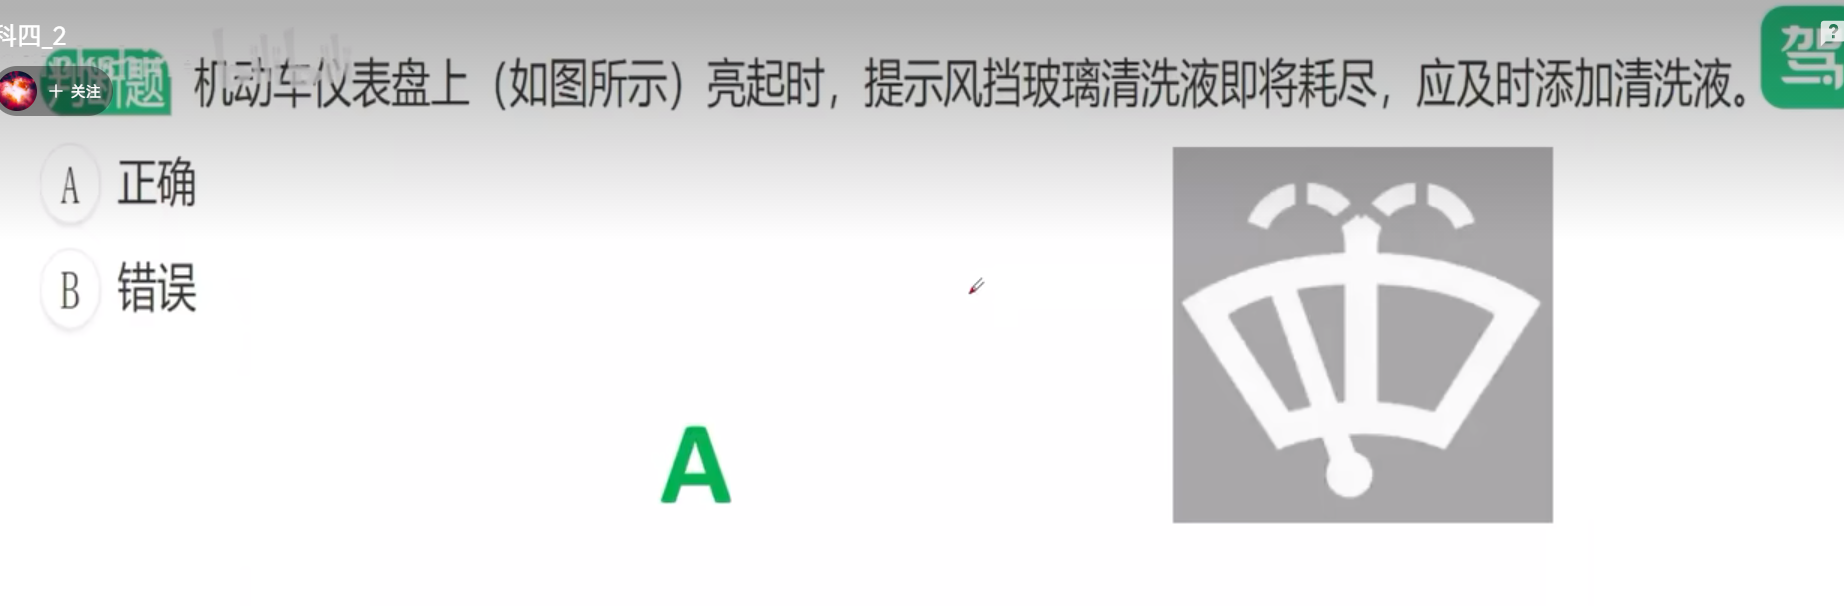 科四_2
+ 关注
题 机动车仪表盘上（如图所示）亮起时，提示风挡玻璃清洗液即将耗尽，应及时添加清洗液。
驾
?
A 正确
B 错误
A